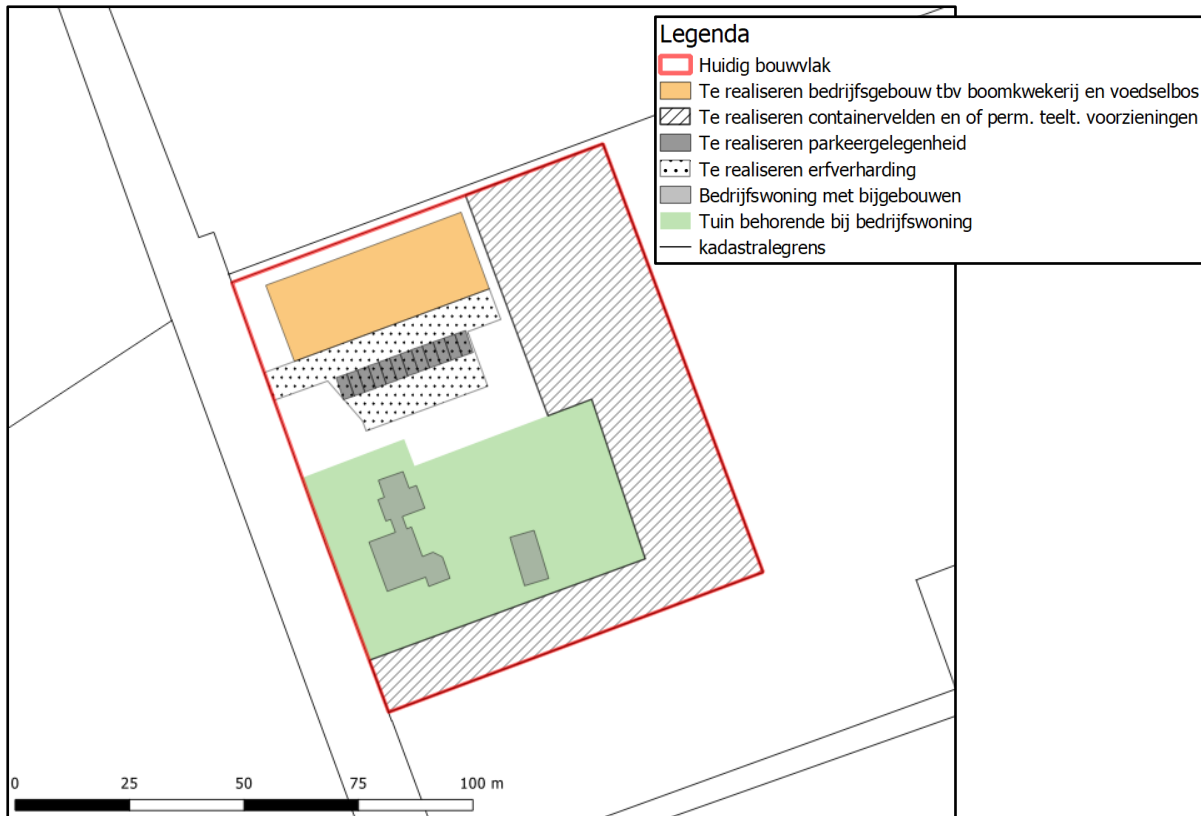 Legenda
Huidig bouwvlak
Te realiseren bedrijfsgebouw tbv boomkwekerij en voedselbos
Te realiseren containervelden en of perm. teelt. voorzieningen
Te realiseren parkeergelegenheid
Te realiseren erfverharding
Bedrijfswoning met bijgebouwen
Tuin behorende bij bedrijfswoning
kadastralegrens
0 25 50 75 100 m